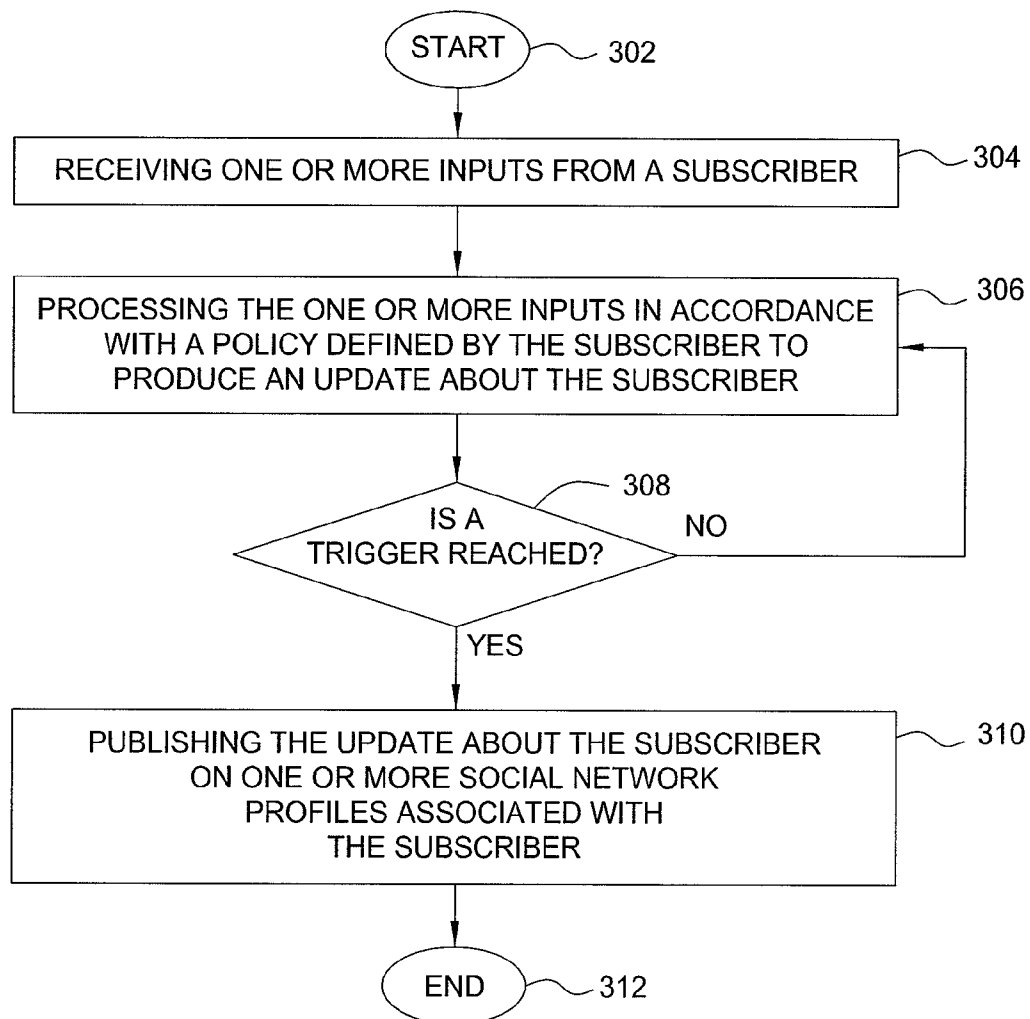 START
302
RECEIVING ONE OR MORE INPUTS FROM A SUBSCRIBER
304
PROCESSING THE ONE OR MORE INPUTS IN ACCORDANCE
WITH A POLICY DEFINED BY THE SUBSCRIBER TO
PRODUCE AN UPDATE ABOUT THE SUBSCRIBER
306
IS A
TRIGGER REACHED?
308
NO
YES
PUBLISHING THE UPDATE ABOUT THE SUBSCRIBER
ON ONE OR MORE SOCIAL NETWORK
PROFILES ASSOCIATED WITH
THE SUBSCRIBER
310
END
312